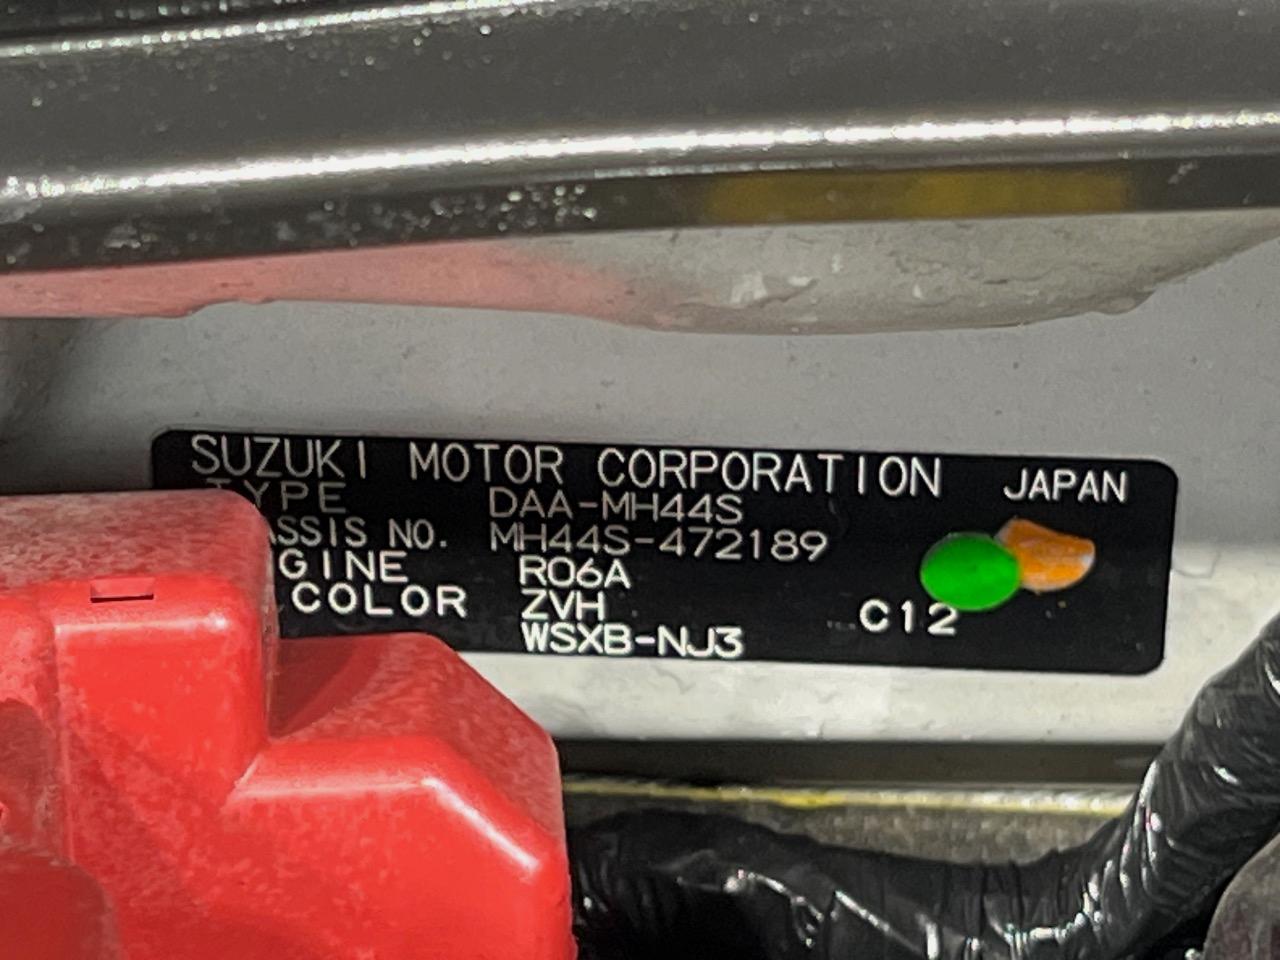 SUZUKI MOTOR CORPORATION JAPAN
TYPE DAA-MH44S
ASSIS NO. MH44S-472189
GINE R06A
COLOR ZVH C12
WSXB-NJ3